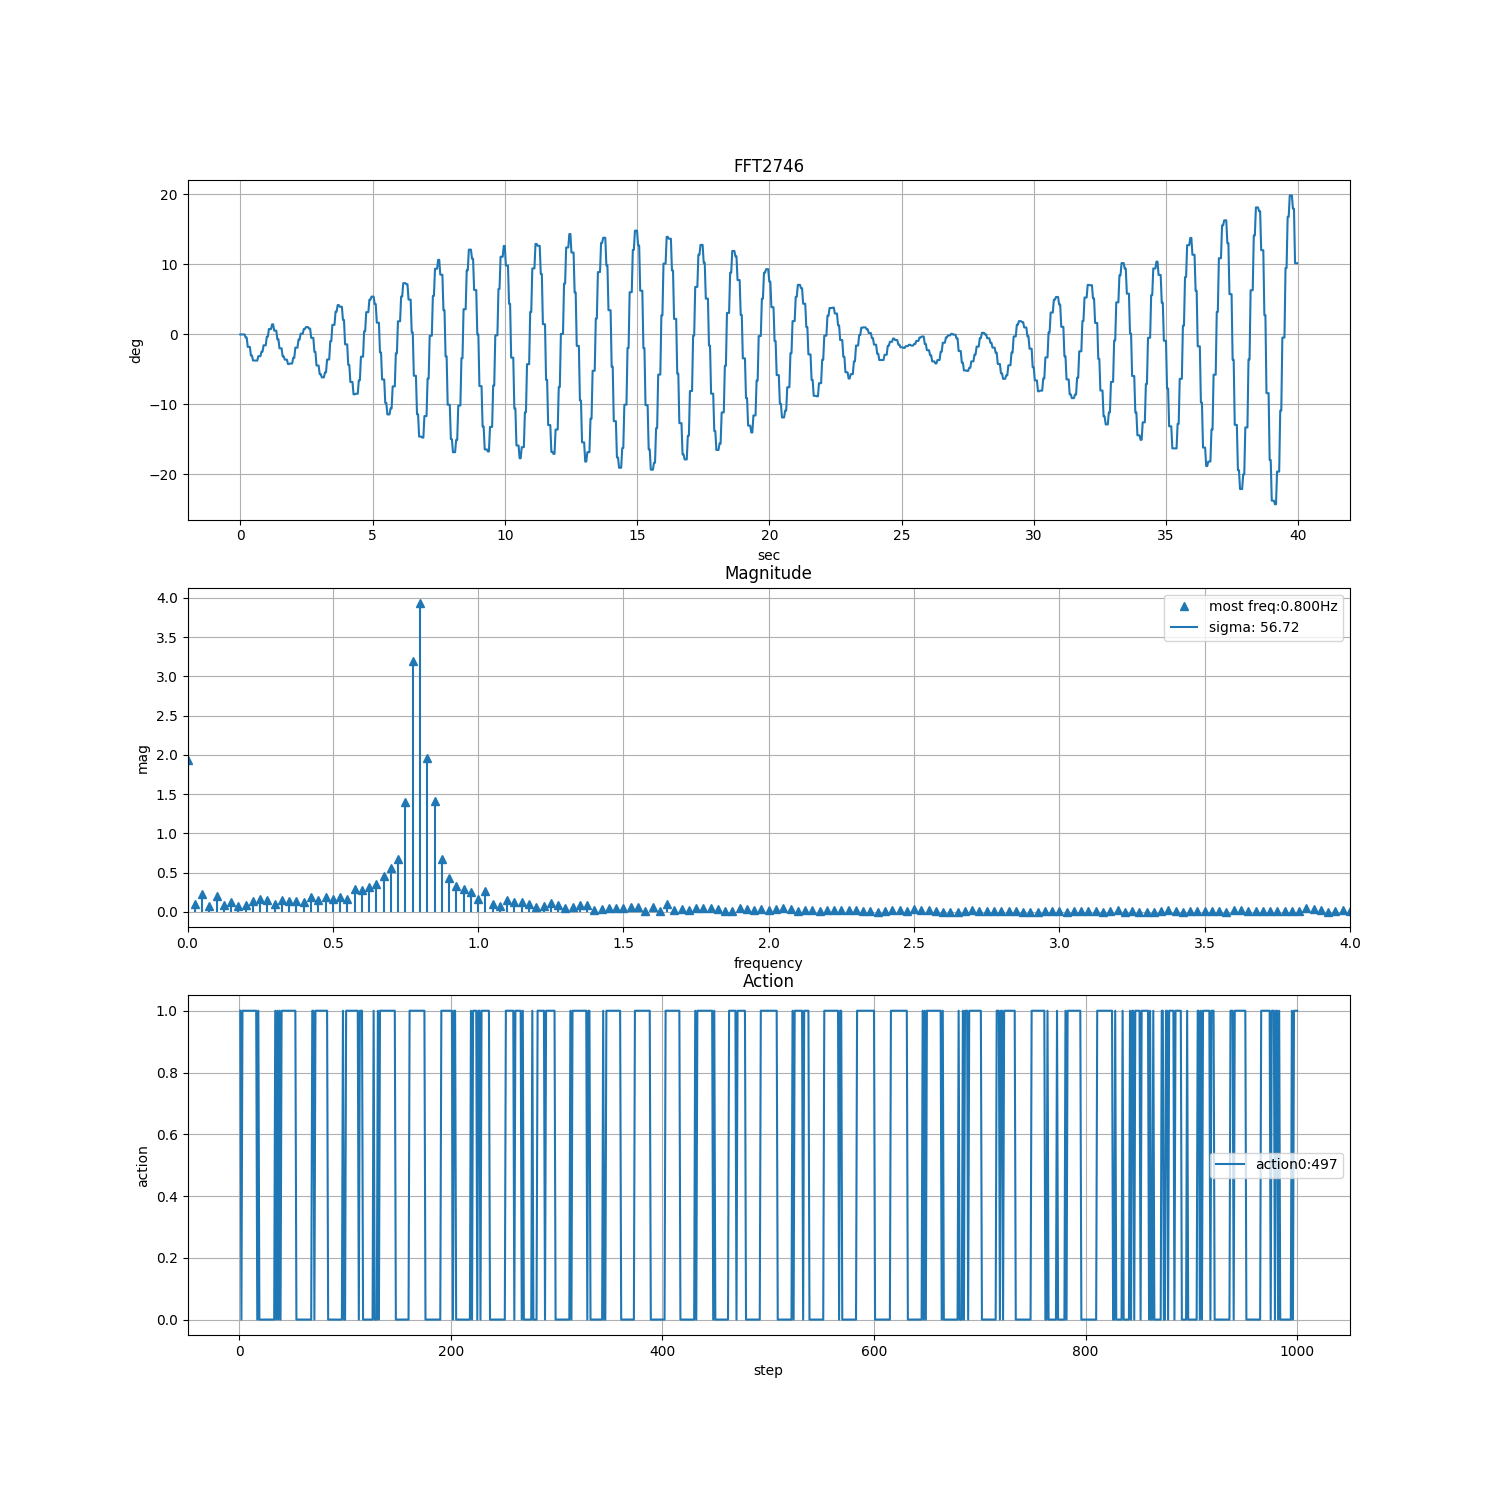 FFT2746
20
10
0
−10
−20
deg
0 5 10 15 20 25 30 35 40
sec
Magnitude
4.0
3.5
3.0
2.5
2.0
1.5
1.0
0.5
0.0
mag
most freq:0.800Hz
sigma: 56.72
0.0 0.5 1.0 1.5 2.0 2.5 3.0 3.5 4.0
frequency
Action
1.0
0.8
0.6
0.4
0.2
0.0
action
action0:497
0 200 400 600 800 1000
step